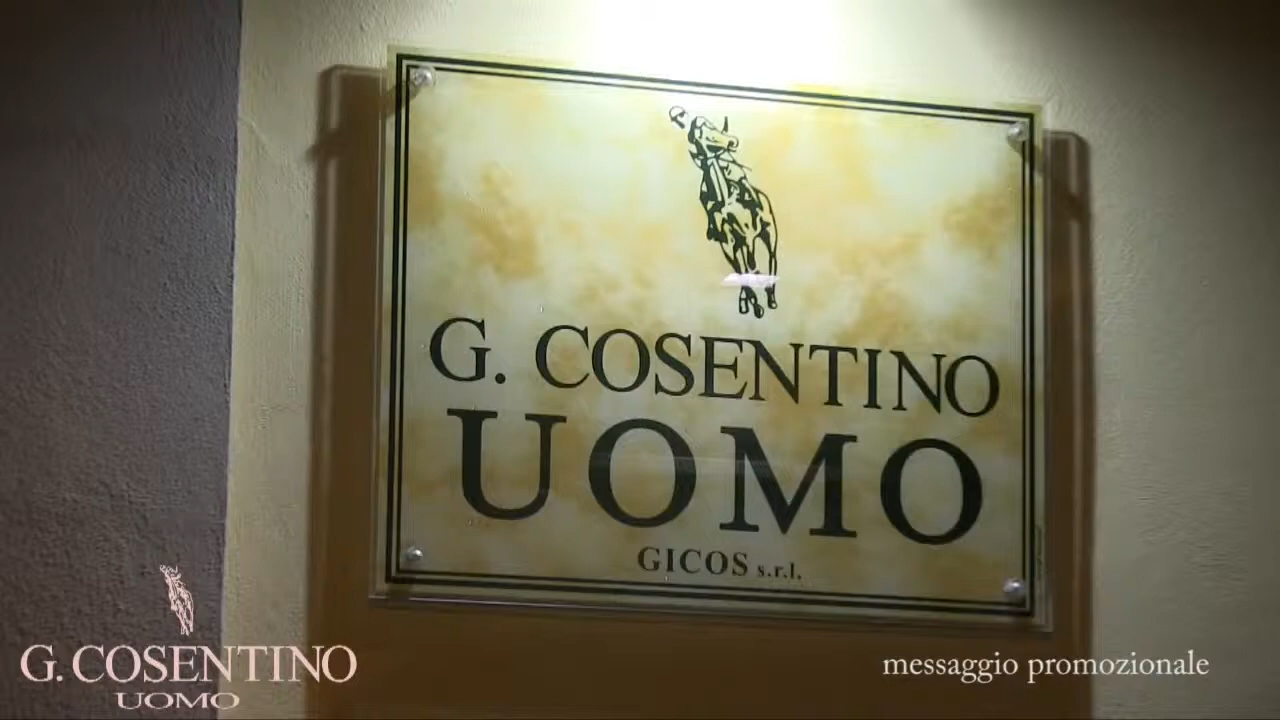 G. COSENTINO
UOMO
GICOS s.r.l.
G. COSENTINO
UOMO
messaggio promozionale